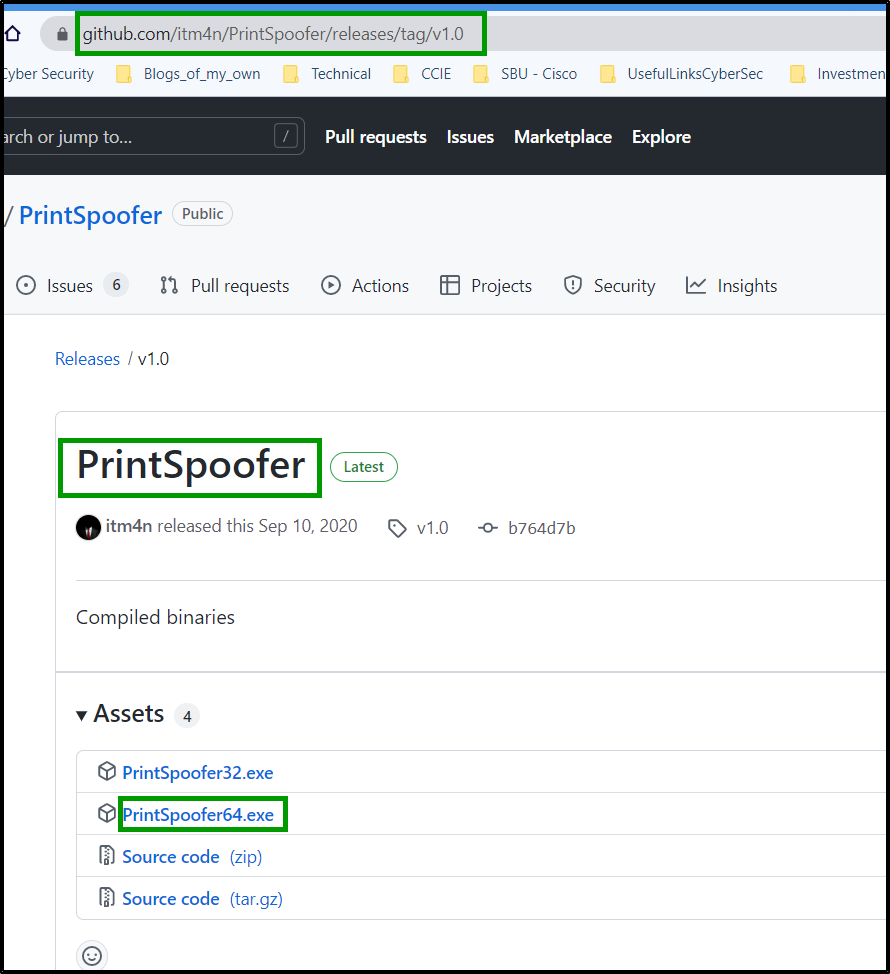 github.com/itm4n/PrintSpoofer/releases/tag/v1.0
Cyber Security Blogs_of_my_own Technical CCIE SBU - Cisco UsefulLinksCyberSec Investmen
arch or jump to... / Pull requests Issues Marketplace Explore
/ PrintSpoofer Public
Issues 6 Pull requests Actions Projects Security Insights
Releases / v1.0
PrintSpoofer Latest
itm4n released this Sep 10, 2020 v1.0 b764d7b
Compiled binaries
Assets 4
PrintSpoofer32.exe
PrintSpoofer64.exe
Source code (zip)
Source code (tar.gz)